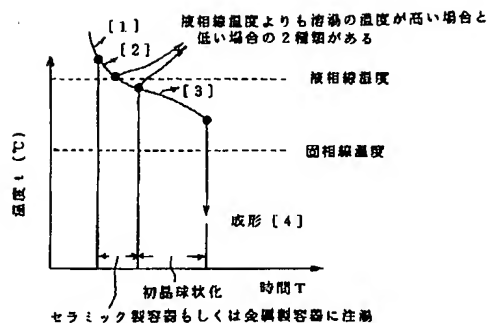 液相線温度よりも溶湯の温度が高い場合と
低い場合の2種類がある
[1]
[2]
液相線温度
[3]
固相線温度
温度t(℃)
成形[4]
初晶球状化
時間T
セラミック製容器もしくは金属製容器に注湯